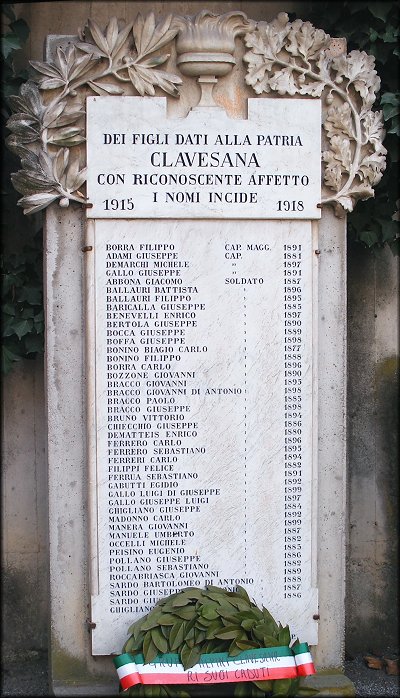 DEI FIGLI DATI ALLA PATRIA
CLAVESANA
CON RICONOSCENTE AFFETTO
I NOMI INCIDE
1915 1918
BORRA FILIPPO CAP. MAGG. 1891
ADAMI GIUSEPPE CAP. 1881
DEMARCHI MICHELE " 1897
GALLO GIUSEPPE " 1891
ABBONA GIACOMO SOLDATO 1887
BALLAURI BATTISTA 1896
BALLAURI FILIPPO 1893
BARICALLA GIUSEPPE 1885
BENEVELLI ENRICO 1897
BERTOLA GIUSEPPE 1890
BOCCA GIUSEPPE 1889
BOFFA GIUSEPPE 1898
BONINO BIAGIO CARLO 1877
BONINO FILIPPO 1888
BORRA CARLO 1896
BOZZONE GIOVANNI 1890
BRACCO GIOVANNI 1895
BRACCO GIOVANNI DI ANTONIO 1898
BRACCO PAOLO 1885
BRACCO GIUSEPPE 1898
BRUNO VITTORIO 1894
CHIECCHIO GIUSEPPE 1886
DEMATTEIS ENRICO 1880
FERRERO CARLO 1896
FERRERO SEBASTIANO 1895
FERRERI CARLO 1894
FILIPPI FELICE 1882
FERRUA SEBASTIANO 1891
GABUTTI EGIDIO 1892
GALLO LUIGI DI GIUSEPPE 1899
GALLO GIUSEPPE LUIGI 1897
GHIGLIANO GIUSEPPE 1884
MADONNO CARLO 1892
MANERA GIOVANNI 1899
MANUELE UMBERTO 1887
OCCELLI MICHELE 1882
PEISINO EUGENIO 1885
POLLANO GIUSEPPE 1886
POLLANO SEBASTIANO 1882
ROCCABRIASCA GIOVANNI 1889
SARDO BARTOLOMEO DI ANTONIO 1888
SARDO GIUSEPPE ANTONIO 1887
SARDO 1886
GHIGLIANO
RI SUOI CADUTI